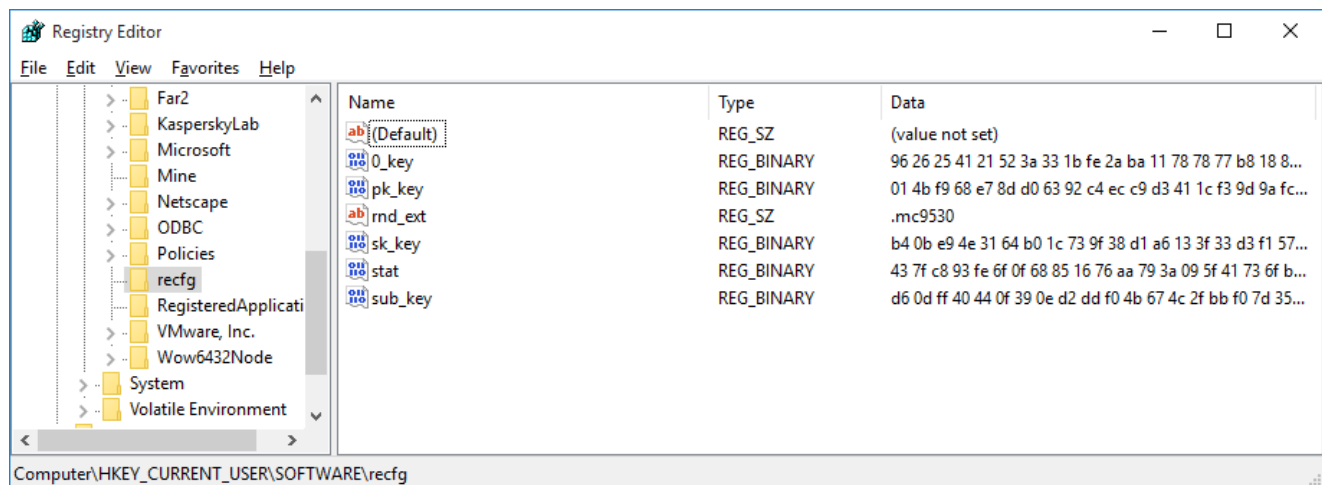 Registry Editor
File Edit View Favorites Help
Far2
KasperskyLab
Microsoft
Mine
Netscape
ODBC
Policies
recfg
RegisteredApplicati
VMware, Inc.
Wow6432Node
System
Volatile Environment
Name Type Data
(Default) REG_SZ (value not set)
0_key REG_BINARY 96 26 25 41 21 52 3a 33 1b fe 2a ba 11 78 78 77 b8 18 8...
pk_key REG_BINARY 01 4b f9 68 e7 8d d0 63 92 c4 ec c9 d3 41 1c f3 9d 9a fc...
rnd_ext REG_SZ .mc9530
sk_key REG_BINARY b4 0b e9 4e 31 64 b0 1c 73 9f 38 d1 a6 13 3f 33 d3 f1 57...
stat REG_BINARY 43 7f c8 93 fe 6f 0f 68 85 16 76 aa 79 3a 09 5f 41 73 6f b...
sub_key REG_BINARY d6 0d ff 40 44 0f 39 0e d2 dd f0 4b 67 4c 2f bb f0 7d 35...
Computer\HKEY_CURRENT_USER\SOFTWARE\recfg